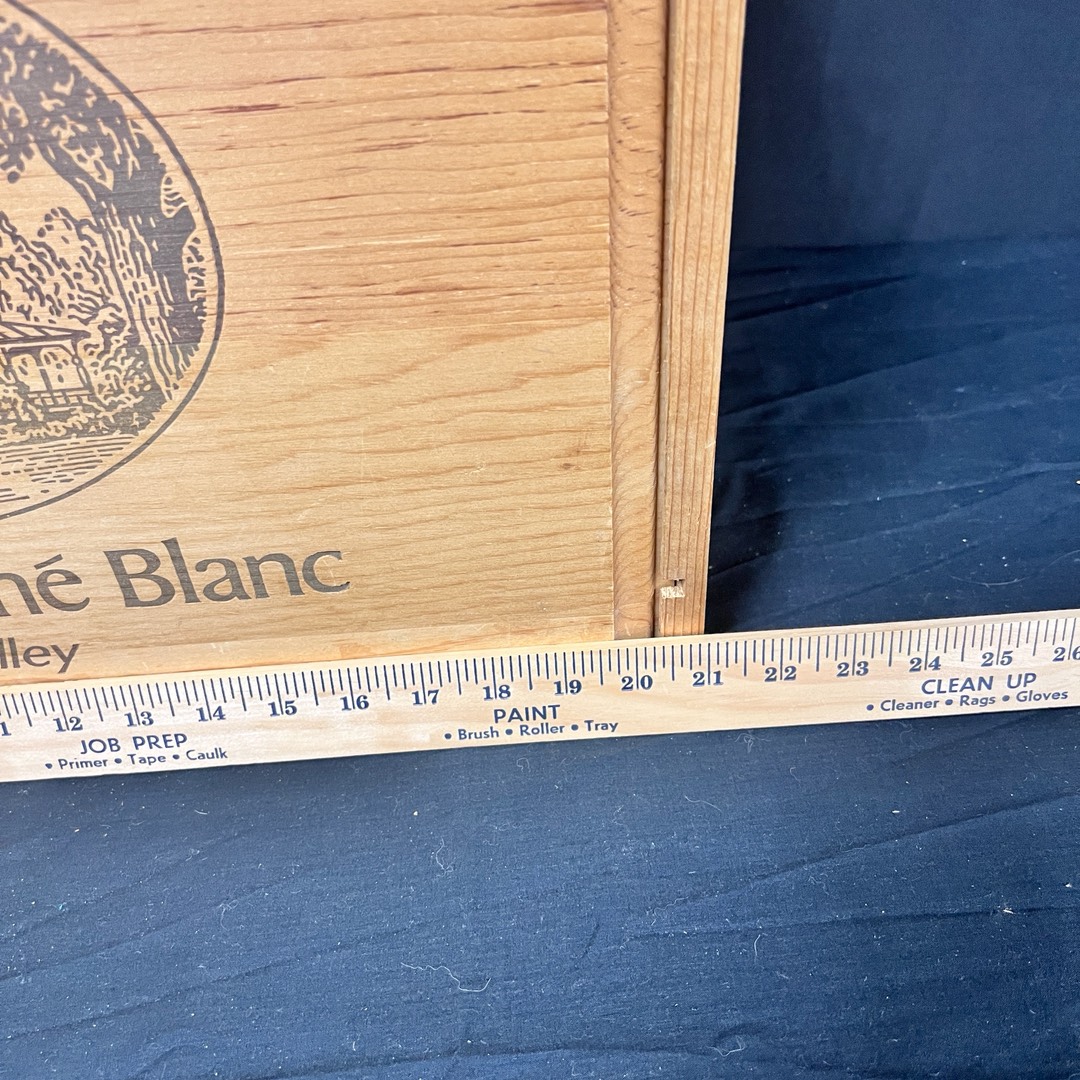 né Blanc
lley
1 12 13 14 15 16 17 18 19 20 21 22 23 24 25 26
JOB PREP
• Primer • Tape • Caulk
PAINT
• Brush • Roller • Tray
CLEAN UP
• Cleaner • Rags • Gloves